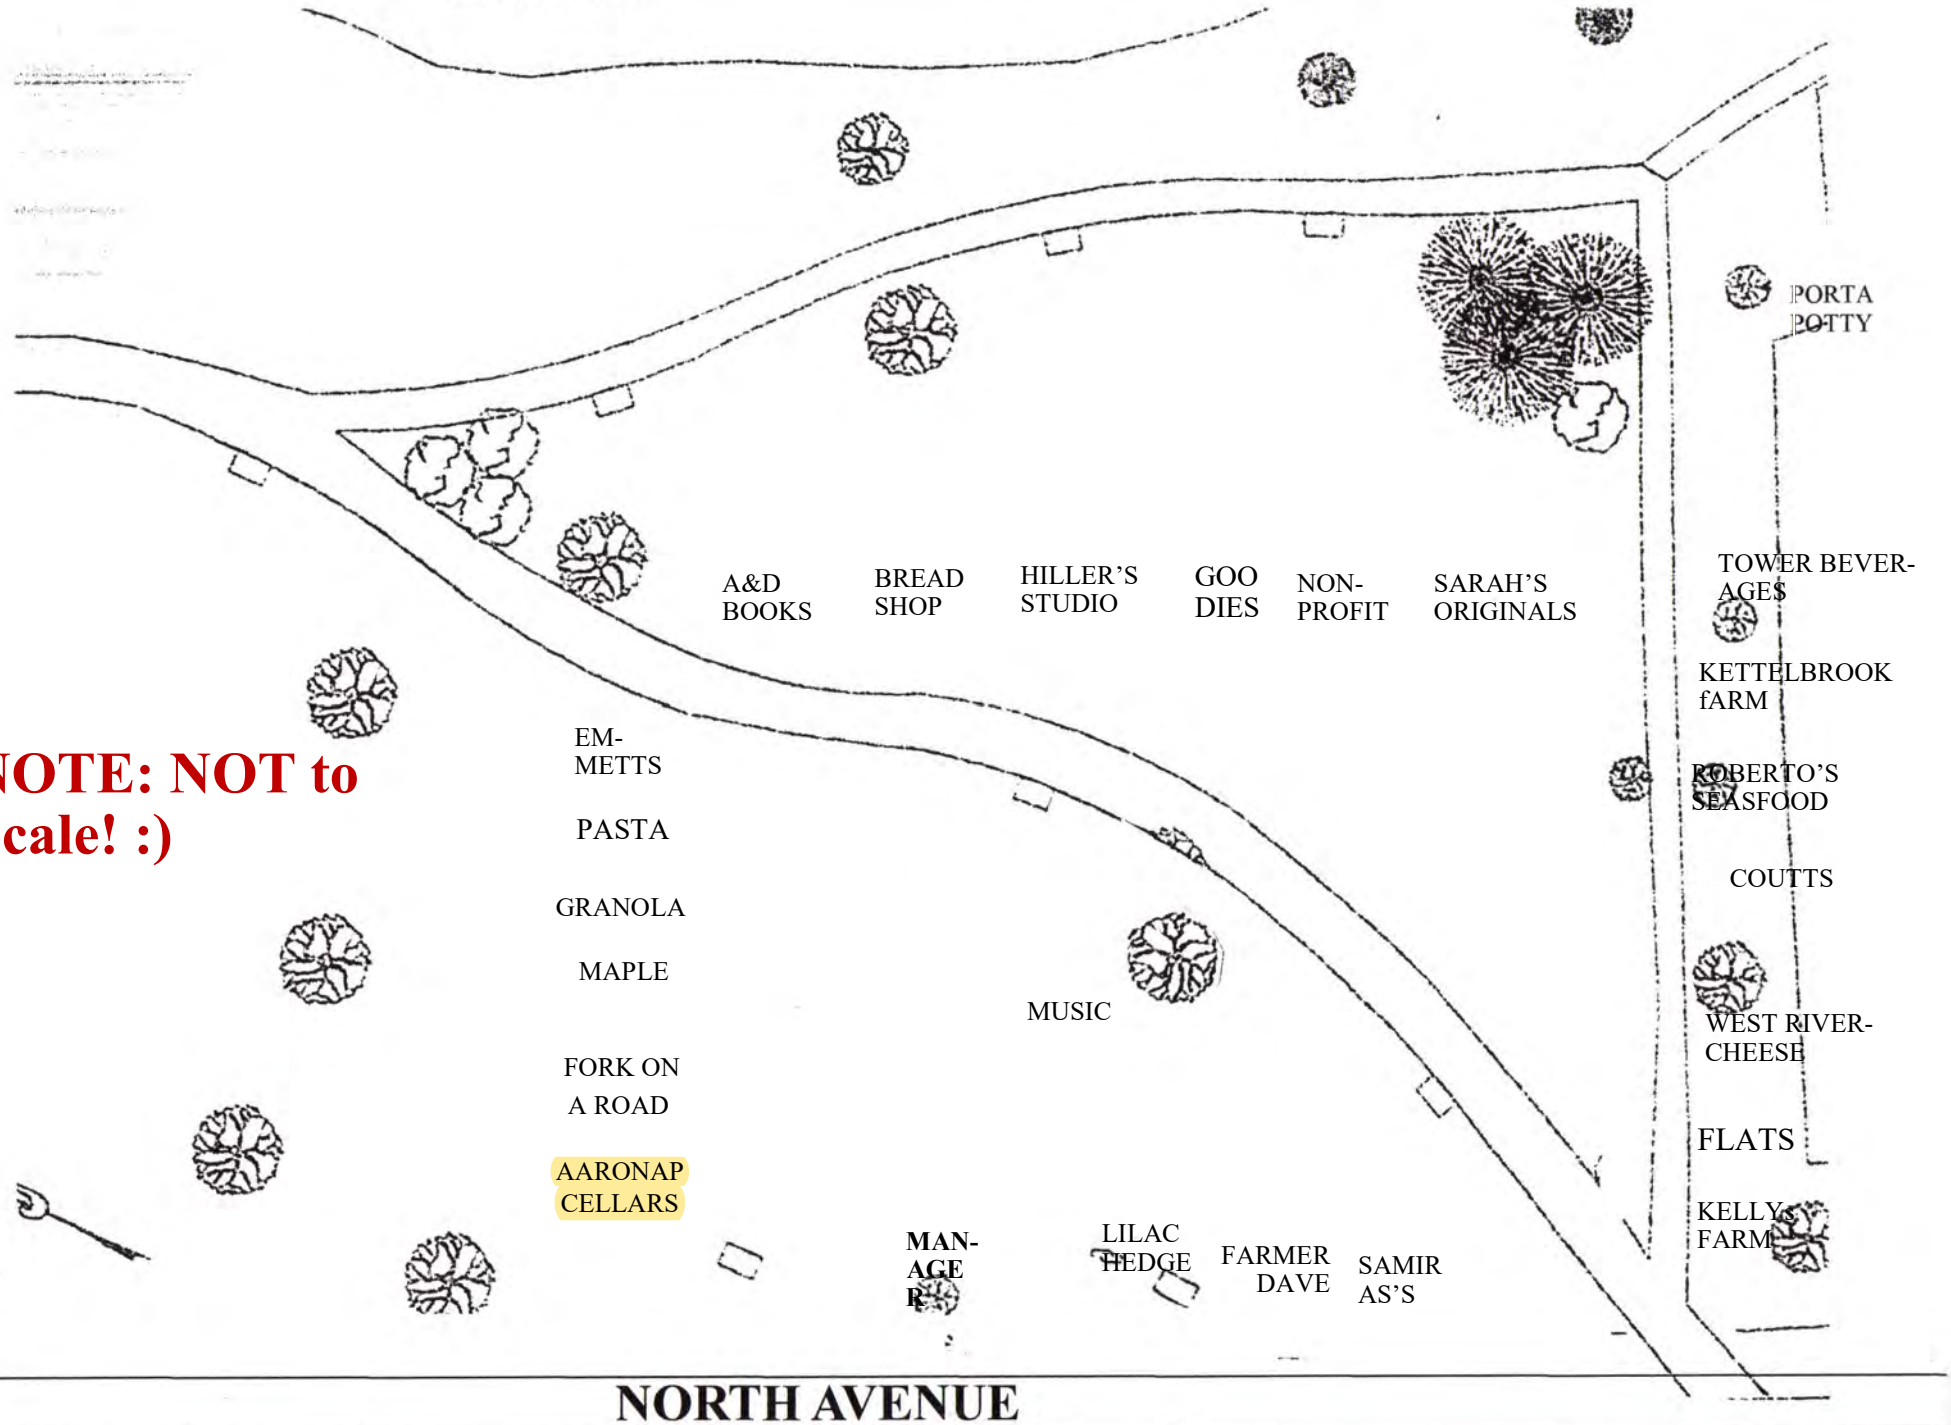 PORTA
POTTY
A&D
BOOKS
BREAD
SHOP
HILLER’S
STUDIO
GOO
DIES
NON-
PROFIT
SARAH’S
ORIGINALS
TOWER BEVER-
AGES
KETTELBROOK
fARM
ROBERTO’S
SEASFOOD
COUTTS
WEST RIVER-
CHEESE
FLATS
KELLYs
FARM
EM-
METTS
PASTA
GRANOLA
MAPLE
FORK ON
A ROAD
AARONAP
CELLARS
NOTE: NOT to
cale! :)
MUSIC
MAN-
AGE
R
LILAC
HEDGE
FARMER
DAVE
SAMIR
AS’S
NORTH AVENUE